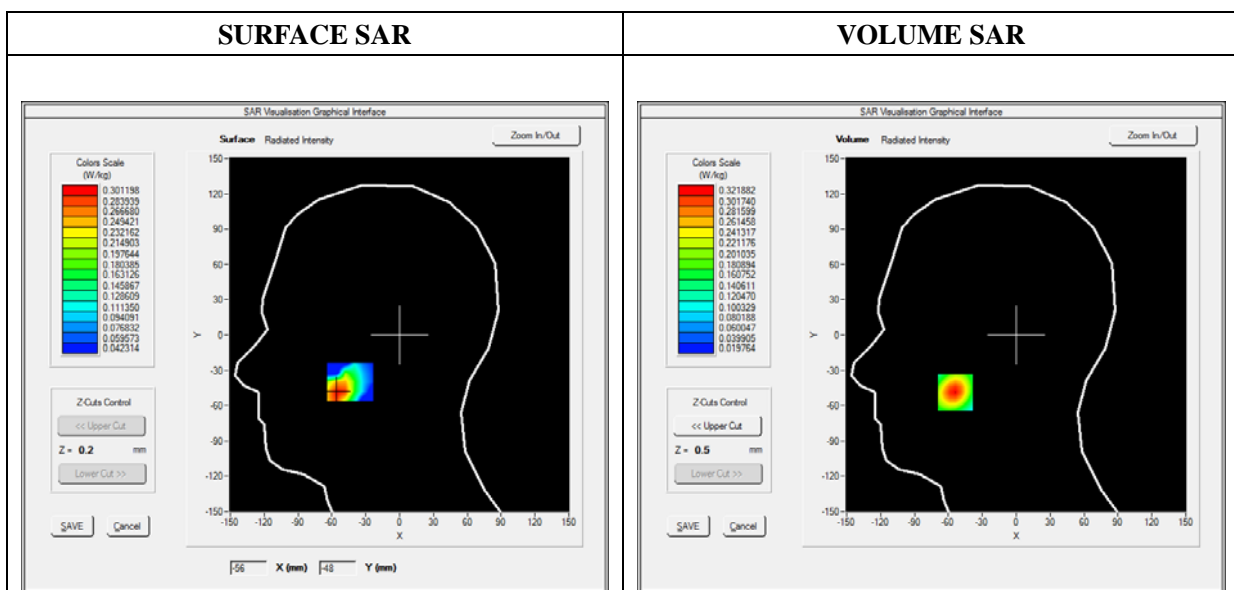 SURFACE SAR
VOLUME SAR
SAR Visualisation Graphical Interface
Surface Radiated Intensity
Zoom In/Out
Colors Scale
(W/kg)
0.301198
0.283939
0.266680
0.249421
0.232162
0.214903
0.197644
0.180385
0.163126
0.145867
0.128609
0.111350
0.094091
0.076832
0.059573
0.042314
Z-Cuts Control
<< Upper Cut
Z = 0.2 mm
Lower Cut >>
SAVE Cancel
150
120
90
60
30
0
-30
-60
-90
-120
-150
Y
-150 -120 -90 -60 -30 0 30 60 90 120 150
X
-56 X (mm) -48 Y (mm)
SAR Visualisation Graphical Interface
Volume Radiated Intensity
Zoom In/Out
Colors Scale
(W/kg)
0.321882
0.301740
0.281599
0.261458
0.241317
0.221176
0.201035
0.180894
0.160752
0.140611
0.120470
0.100329
0.080188
0.060047
0.039905
0.019764
Z-Cuts Control
<< Upper Cut
Z = 0.5 mm
Lower Cut >>
SAVE Cancel
150
120
90
60
30
0
-30
-60
-90
-120
-150
Y
-150 -120 -90 -60 -30 0 30 60 90 120 150
X